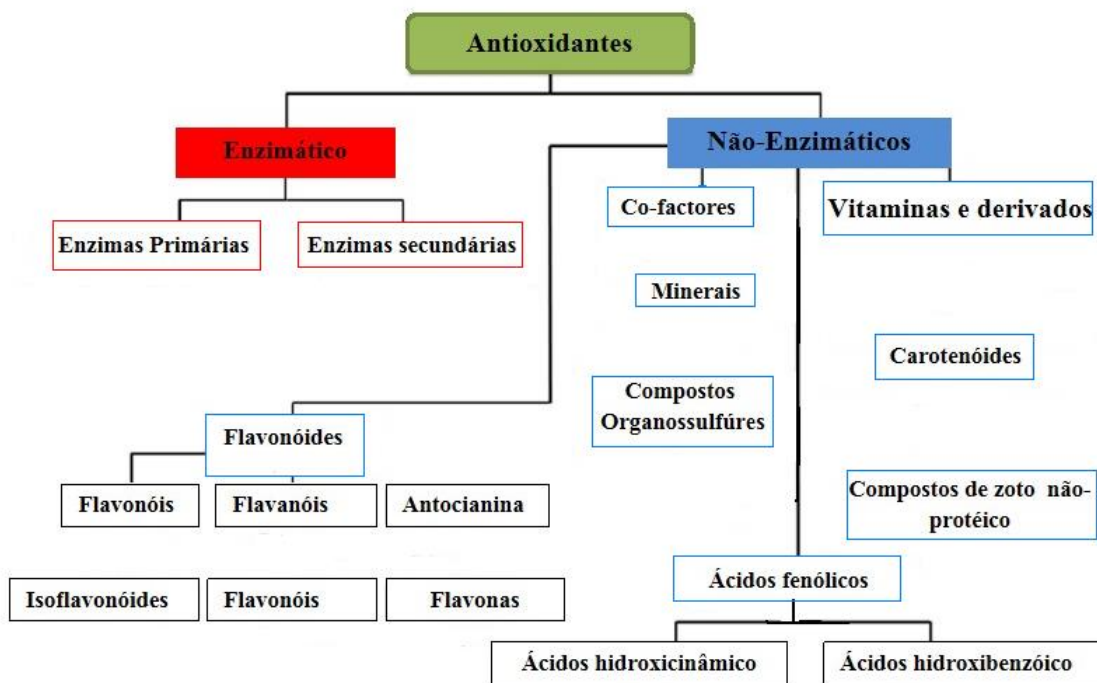 Antioxidantes
Enzimático
Não-Enzimáticos
Co-factores
Vitaminas e derivados
Enzimas Primárias
Enzimas secundárias
Minerais
Carotenóides
Compostos
Organossulfúres
Flavonóides
Flavonóis
Flavanóis
Antocianina
Compostos de zoto não-
protéico
Ácidos fenólicos
Isoflavonóides
Flavonóis
Flavonas
Ácidos hidroxicinâmico
Ácidos hidroxibenzóico